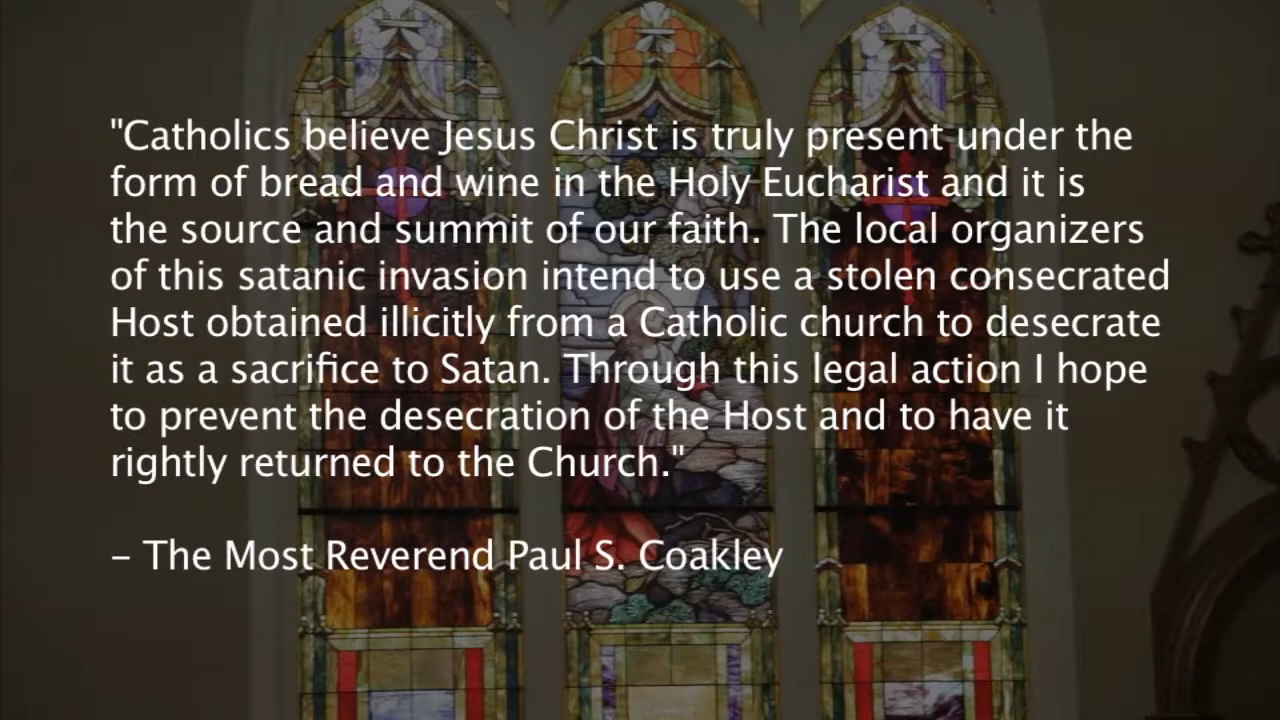 "Catholics believe Jesus Christ is truly present under the
form of bread and wine in the Holy Eucharist and it is
the source and summit of our faith. The local organizers
of this satanic invasion intend to use a stolen consecrated
Host obtained illicitly from a Catholic church to desecrate
it as a sacrifice to Satan. Through this legal action I hope
to prevent the desecration of the Host and to have it
rightly returned to the Church."
– The Most Reverend Paul S. Coakley